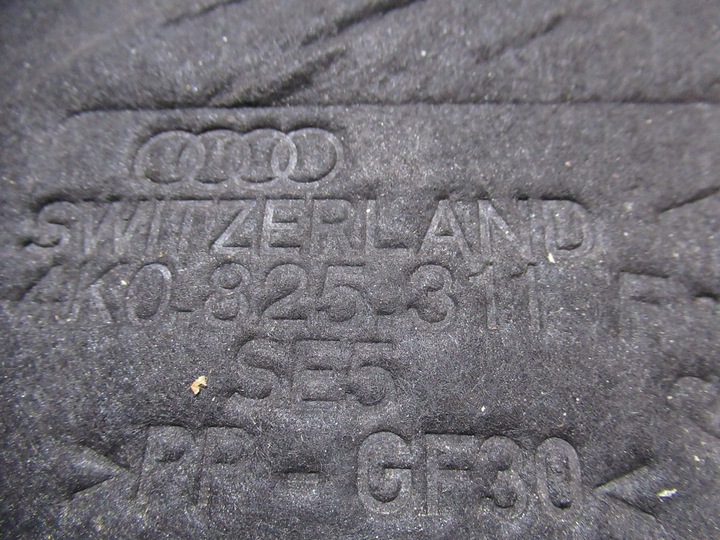 SWITZERLAND
4K0.825.311 F
SE5
>PP-GF30<